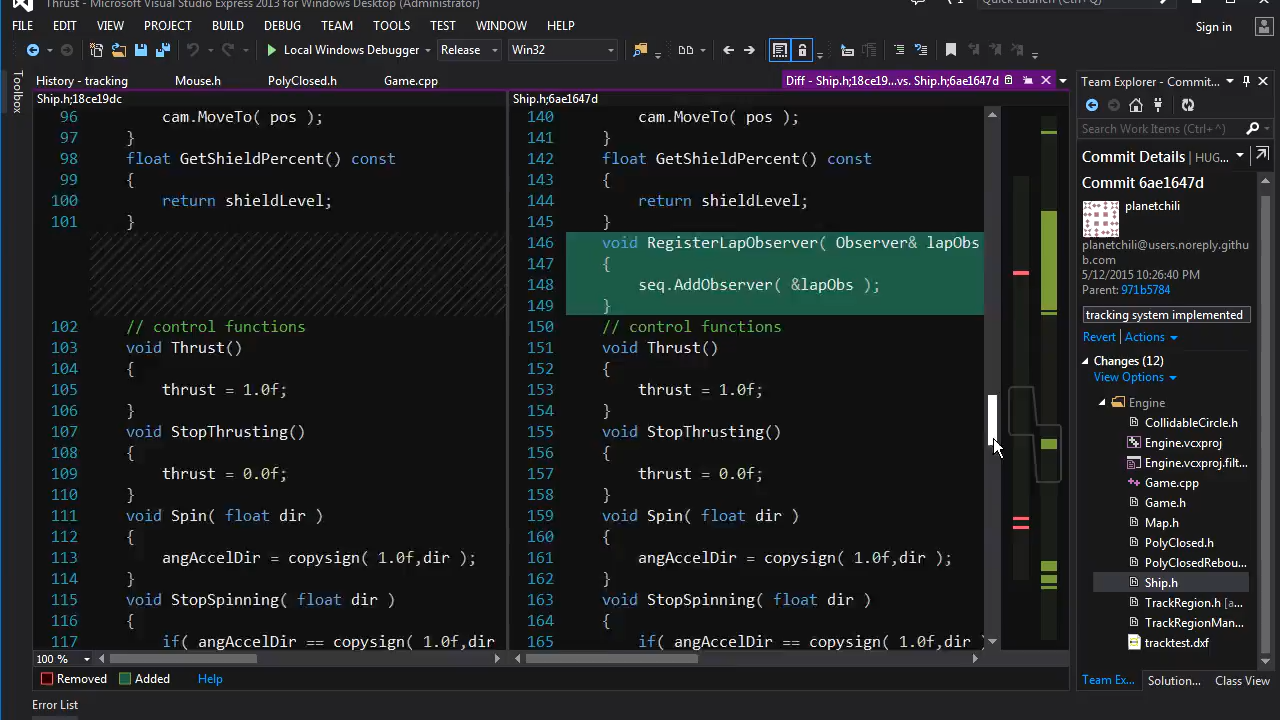 Thrust - Microsoft Visual Studio Express 2013 for Windows Desktop (Administrator)
FILE EDIT VIEW PROJECT BUILD DEBUG TEAM TOOLS TEST WINDOW HELP
Sign in
Local Windows Debugger Release Win32
Toolbox
History - tracking Mouse.h PolyClosed.h Game.cpp Diff - Ship.h;18ce19...vs. Ship.h;6ae1647d
Ship.h;18ce19dc
96 cam.MoveTo( pos );
97 }
98 float GetShieldPercent() const
99 {
100 return shieldLevel;
101 }
102 // control functions
103 void Thrust()
104 {
105 thrust = 1.0f;
106 }
107 void StopThrusting()
108 {
109 thrust = 0.0f;
110 }
111 void Spin( float dir )
112 {
113 angAccelDir = copysign( 1.0f,dir );
114 }
115 void StopSpinning( float dir )
116 {
117 if( angAccelDir == copysign( 1.0f,dir
100 %
Ship.h;6ae1647d
140 cam.MoveTo( pos );
141 }
142 float GetShieldPercent() const
143 {
144 return shieldLevel;
145 }
146 void RegisterLapObserver( Observer& lapObs
147 {
148 seq.AddObserver( &lapObs );
149 }
150 // control functions
151 void Thrust()
152 {
153 thrust = 1.0f;
154 }
155 void StopThrusting()
156 {
157 thrust = 0.0f;
158 }
159 void Spin( float dir )
160 {
161 angAccelDir = copysign( 1.0f,dir );
162 }
163 void StopSpinning( float dir )
164 {
165 if( angAccelDir == copysign( 1.0f,dir )
Removed Added Help
Error List
Team Explorer - Commit...
Search Work Items (Ctrl+')
Commit Details | HUG...
Commit 6ae1647d
planetchili
planetchili@users.noreply.githu
b.com
5/12/2015 10:26:40 PM
Parent: 971b5784
tracking system implemented
Revert Actions
Changes (12)
View Options
Engine
CollidableCircle.h
Engine.vcxproj
Engine.vcxproj.filt...
Game.cpp
Game.h
Map.h
PolyClosed.h
PolyClosedRebou...
Ship.h
TrackRegion.h [a...
TrackRegionMan...
tracktest.dxf
Team Ex... Solution... Class View